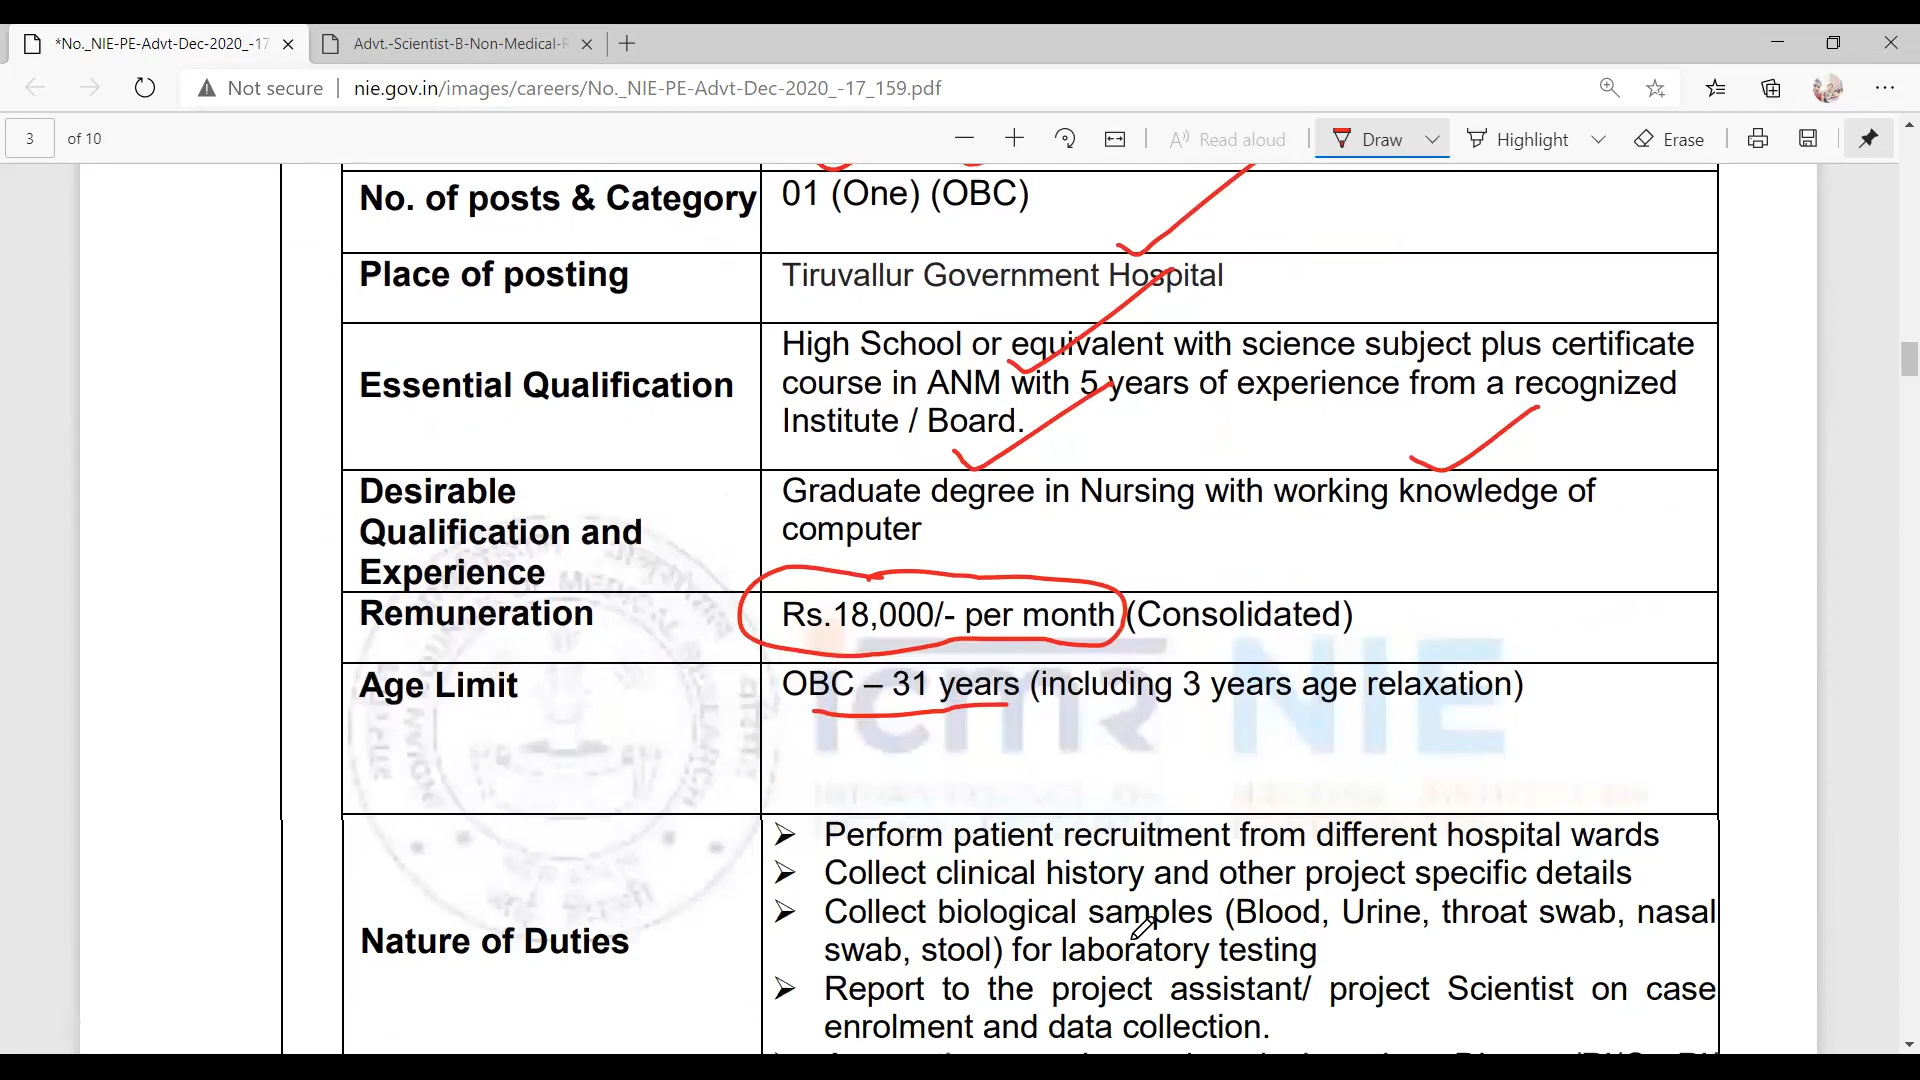 *No._NIE-PE-Advt-Dec-2020_-17
Advt.-Scientist-B-Non-Medical-R
Not secure
nie.gov.in/images/careers/No._NIE-PE-Advt-Dec-2020_-17_159.pdf
3 of 10
Read aloud
Draw
Highlight
Erase
No. of posts & Category
01 (One) (OBC)
Place of posting
Tiruvallur Government Hospital
Essential Qualification
High School or equivalent with science subject plus certificate
course in ANM with 5 years of experience from a recognized
Institute / Board.
Desirable
Qualification and
Experience
Graduate degree in Nursing with working knowledge of
computer
Remuneration
Rs.18,000/- per month (Consolidated)
Age Limit
OBC – 31 years (including 3 years age relaxation)
icmr NIE
Nature of Duties
➢ Perform patient recruitment from different hospital wards
➢ Collect clinical history and other project specific details
➢ Collect biological samples (Blood, Urine, throat swab, nasal
swab, stool) for laboratory testing
➢ Report to the project assistant/ project Scientist on case
enrolment and data collection.